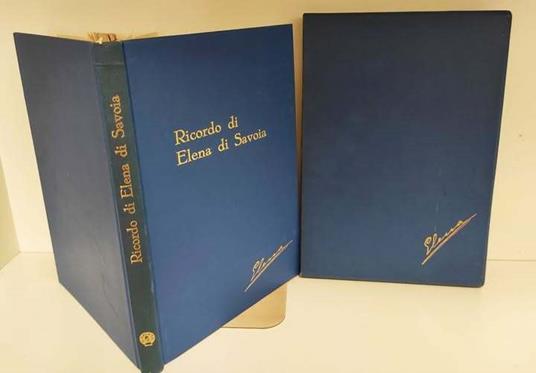 Ricordo di Elena di Savoia
Ricordo di
Elena di Savoia
Elena
Elena